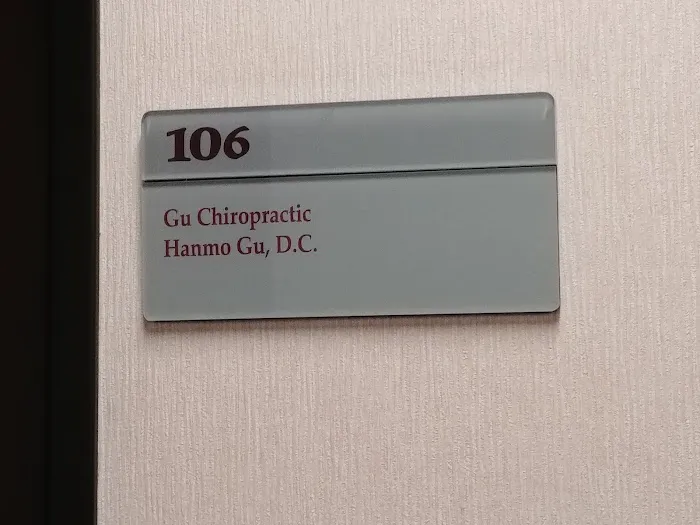 106
Gu Chiropractic
Hanmo Gu, D.C.